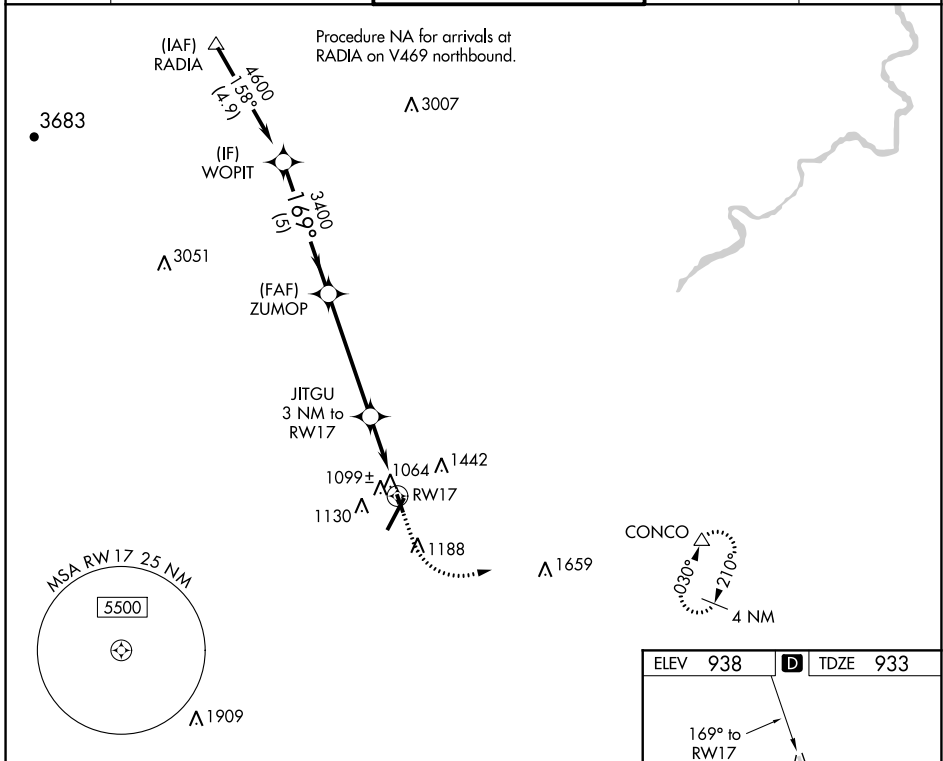 Procedure NA for arrivals at
RADIA on V469 northbound.
(IAF)
RADIA
4600
158°
(4.9)
3007
3683
(IF)
WOPIT
3400
169°
(5)
3051
(FAF)
ZUMOP
JITGU
3 NM to
RW17
1064
1442
1099±
RW17
1130
1188
1659
CONCO
030°
210°
4 NM
MSA RW 17 25 NM
5500
1909
ELEV 938 D TDZE 933
169° to
RW17